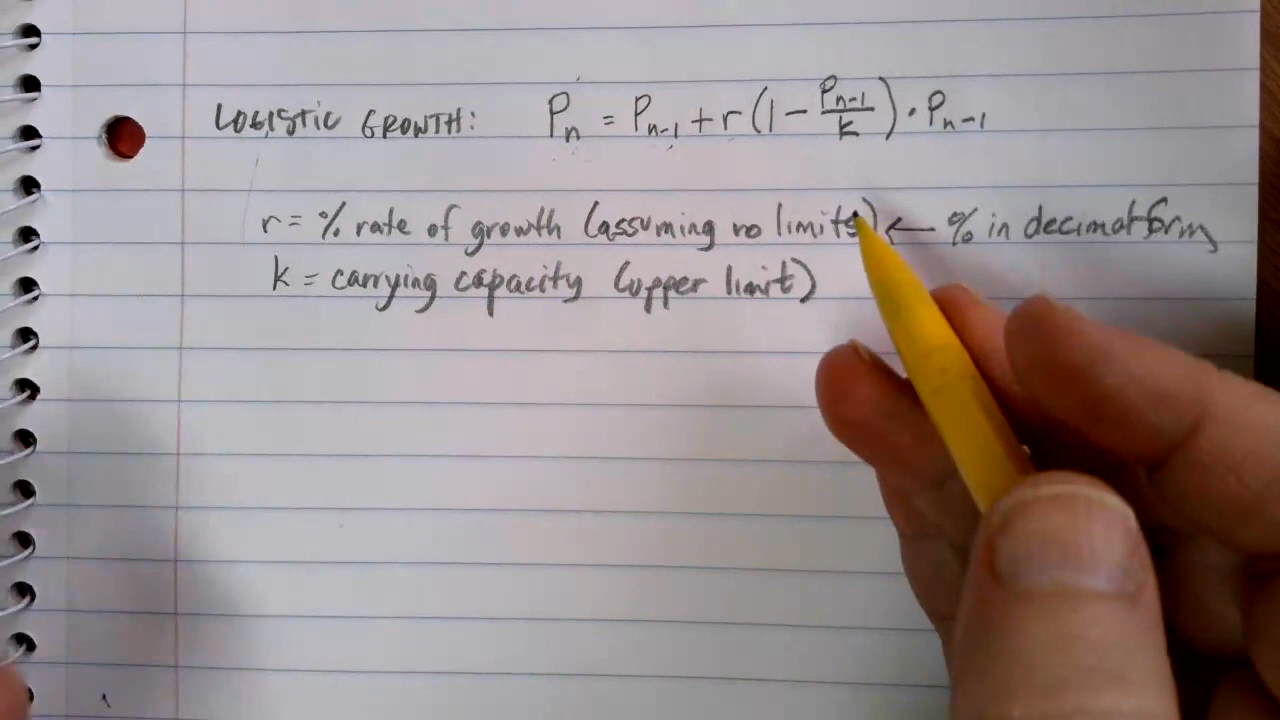 LOGISTIC GROWTH: Pₙ = Pₙ₋₁ + r(1 - Pₙ₋₁/k) · Pₙ₋₁
r = % rate of growth (assuming no limits) ← % in decimal form
k = carrying capacity (upper limit)